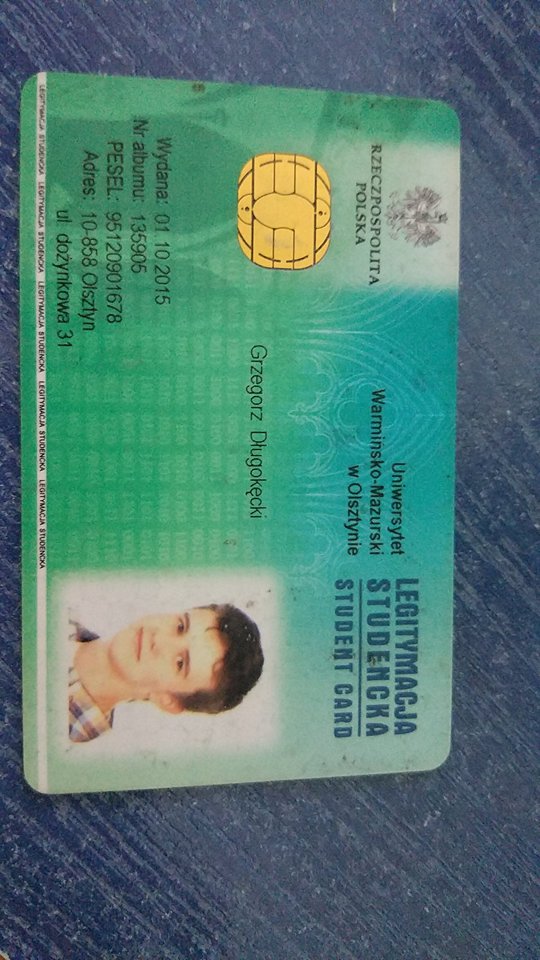 RZECZPOSPOLITA
POLSKA
Uniwersytet
Warmińsko-Mazurski
w Olsztynie
LEGITYMACJA
STUDENCKA
STUDENT CARD
Grzegorz Długokęcki
Wydana: 01 10 2015
Nr albumu: 135905
PESEL: 95120901678
Adres: 10-858 Olsztyn
ul. dożynkowa 31
LEGITYMACJA STUDENCKA LEGITYMACJA STUDENCKA LEGITYMACJA STUDENCKA LEGITYMACJA STUDENCKA LEGITYMACJA STUDENCKA